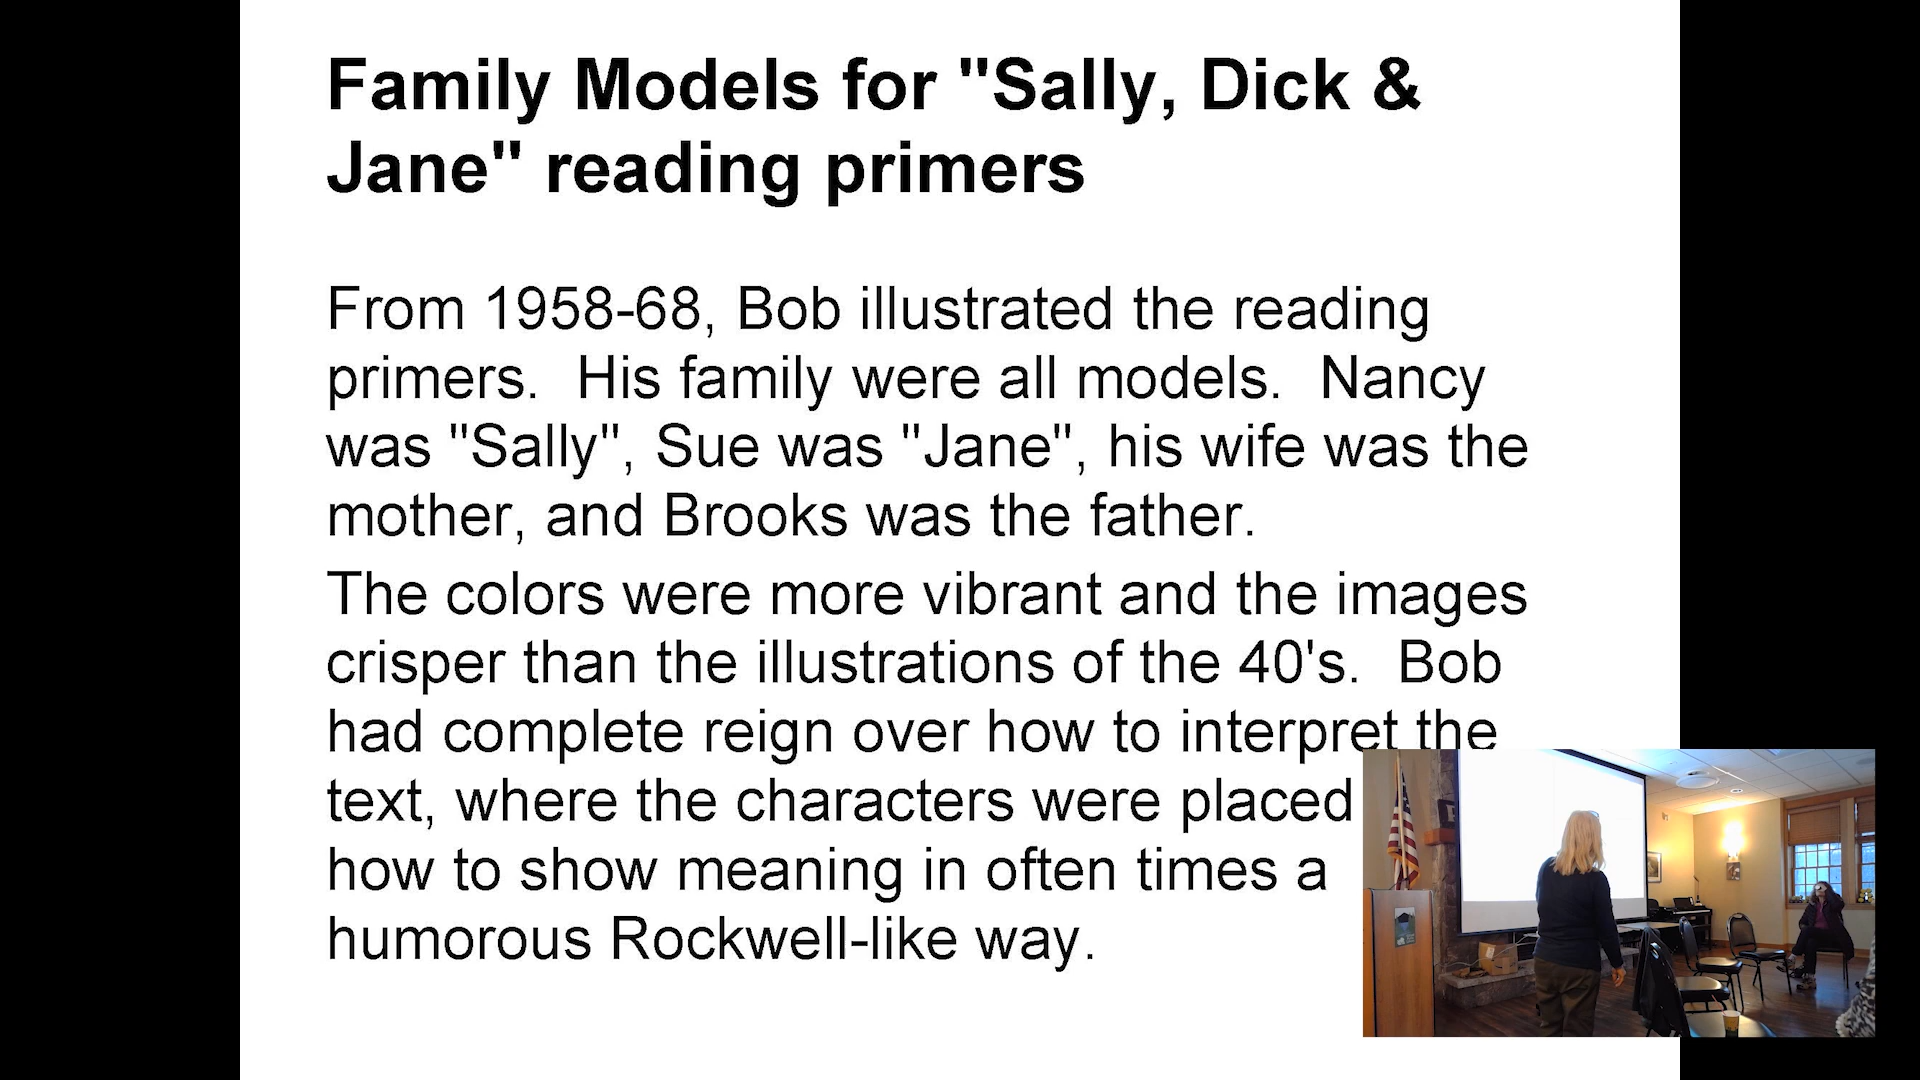 Family Models for "Sally, Dick &
Jane" reading primers
From 1958-68, Bob illustrated the reading
primers.  His family were all models.  Nancy
was "Sally", Sue was "Jane", his wife was the
mother, and Brooks was the father.
The colors were more vibrant and the images
crisper than the illustrations of the 40's.  Bob
had complete reign over how to interpret the
text, where the characters were placed
how to show meaning in often times a
humorous Rockwell-like way.